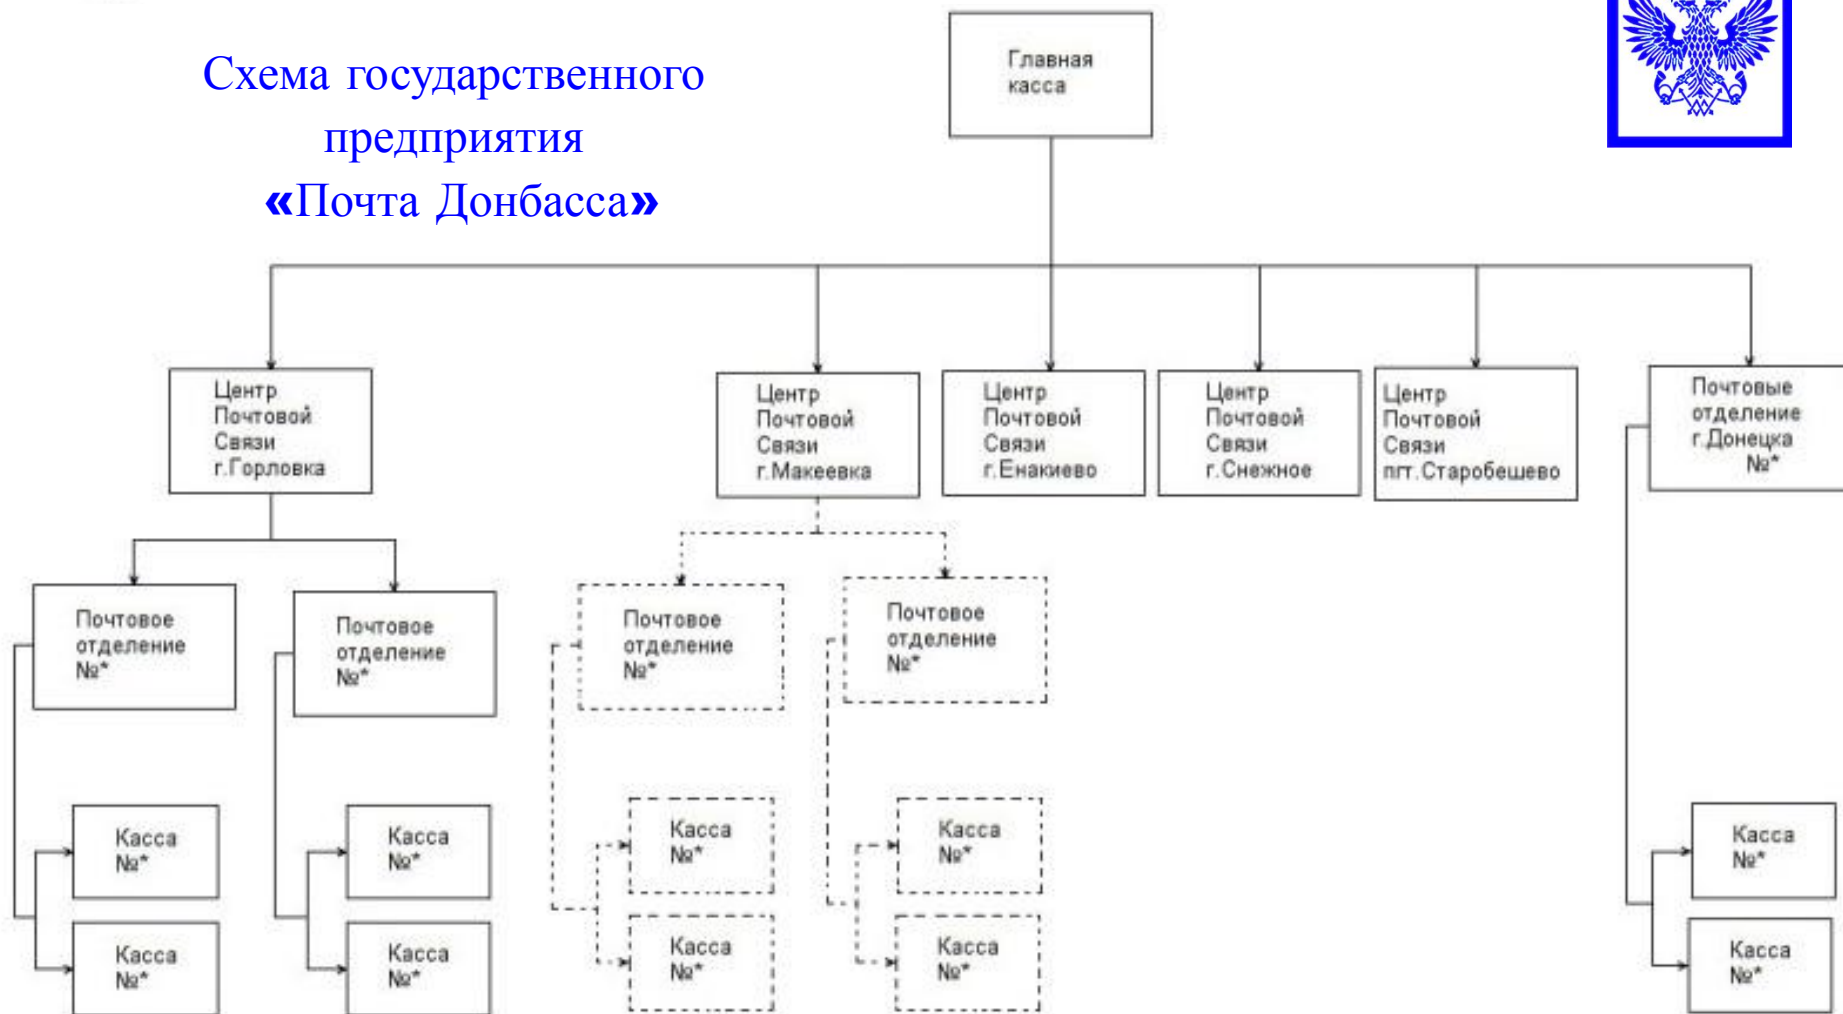 Схема государственного
предприятия
«Почта Донбасса»
Главная
касса
Центр
Почтовой
Связи
г.Горловка
Центр
Почтовой
Связи
г.Макеевка
Центр
Почтовой
Связи
г.Енакиево
Центр
Почтовой
Связи
г.Снежное
Центр
Почтовой
Связи
пгт.Старобешево
Почтовые
отделение
г.Донецка
№*
Почтовое
отделение
№*
Почтовое
отделение
№*
Почтовое
отделение
№*
Почтовое
отделение
№*
Касса
№*
Касса
№*
Касса
№*
Касса
№*
Касса
№*
Касса
№*
Касса
№*
Касса
№*
Касса
№*
Касса
№*